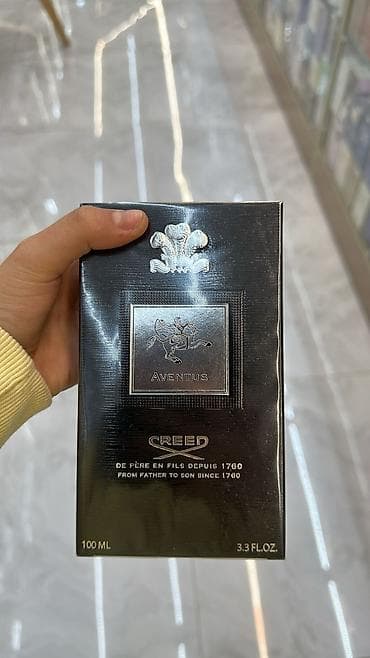 AVENTUS
CREED
DE PÈRE EN FILS DEPUIS 1760
FROM FATHER TO SON SINCE 1760
100 ML
3.3 FL.OZ.